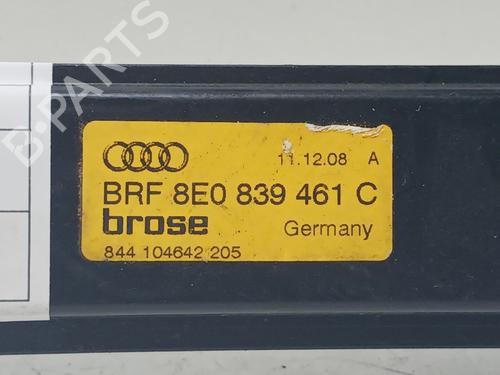 B-PARTS
11.12.08 A
BRF 8E0 839 461 C
brose Germany
844 104642 205